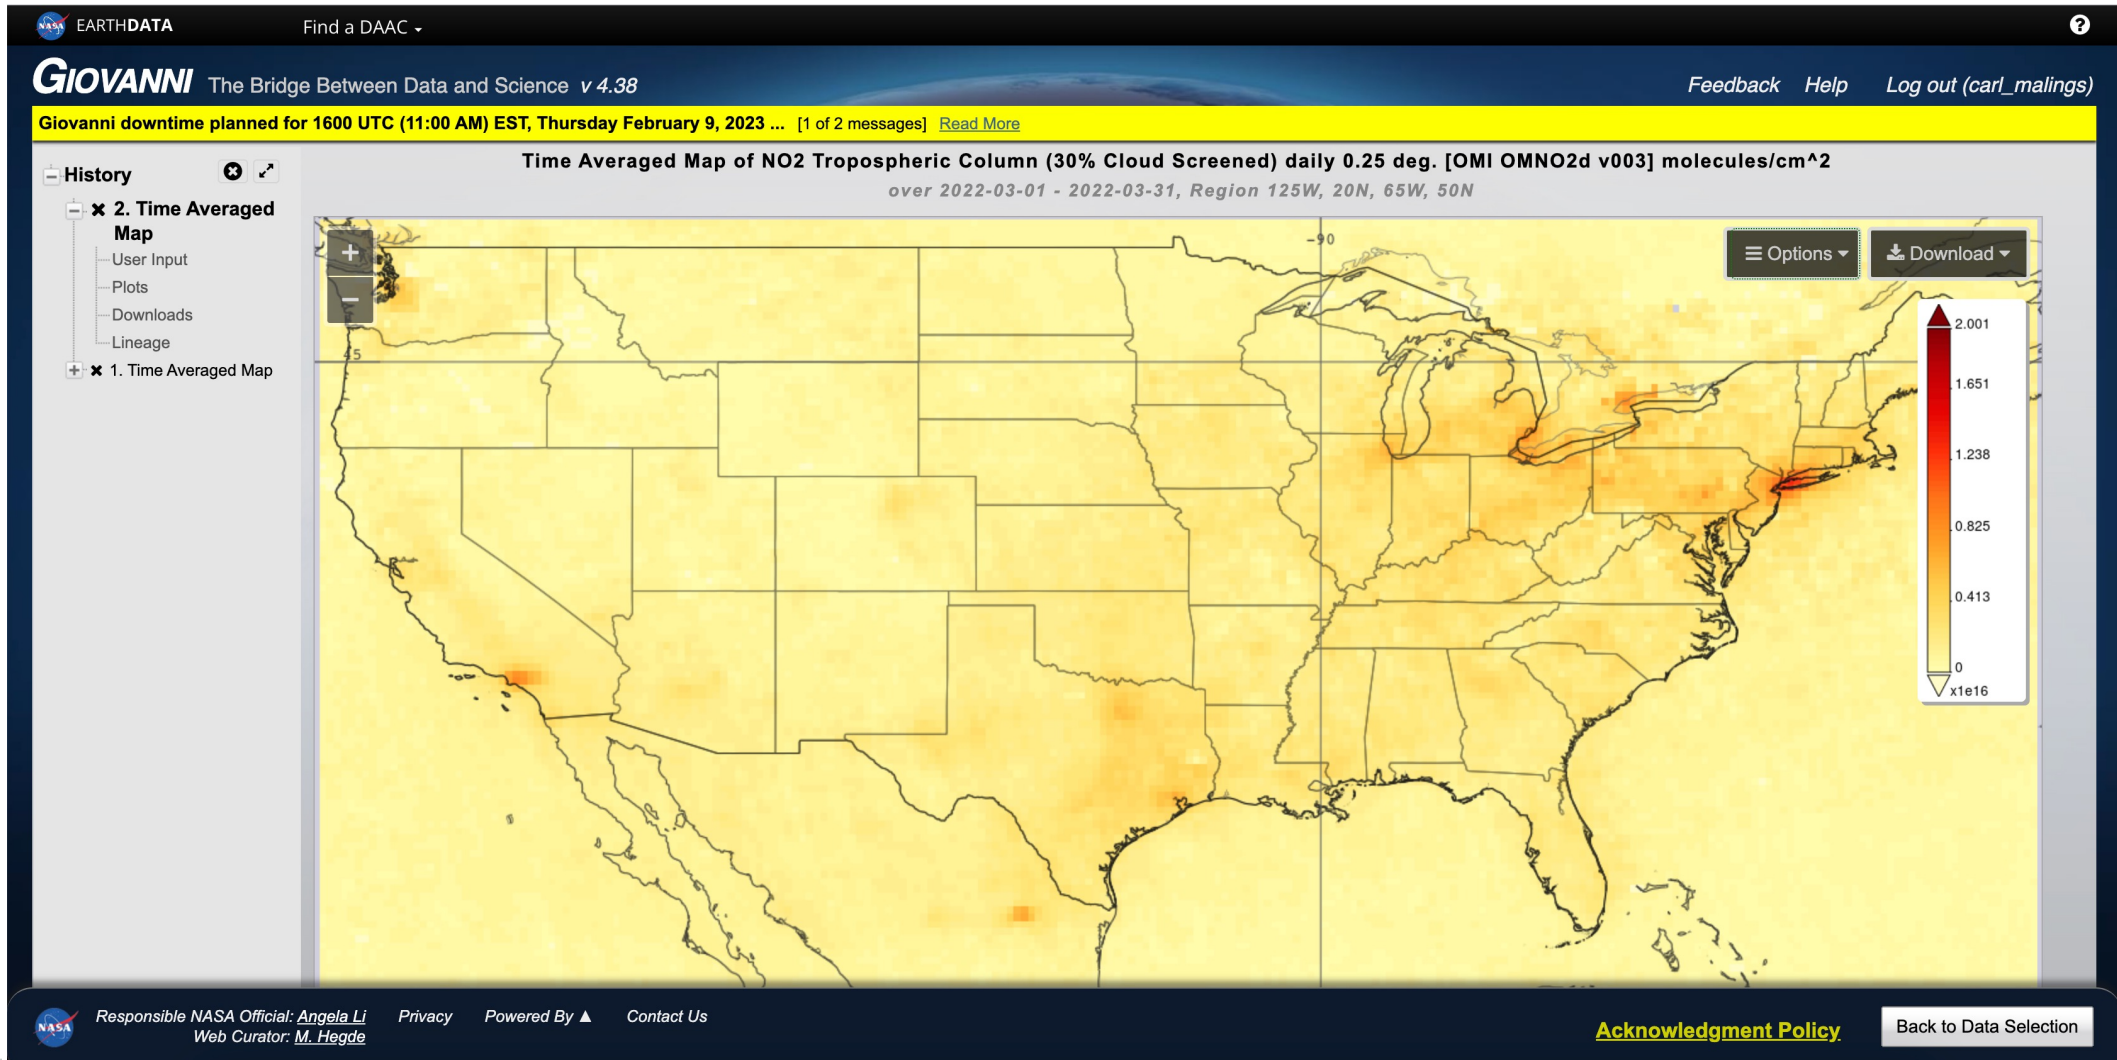 NASA EARTHDATA
Find a DAAC
?
GIOVANNI The Bridge Between Data and Science v 4.38
Feedback Help Log out (carl_malings)
Giovanni downtime planned for 1600 UTC (11:00 AM) EST, Thursday February 9, 2023 ... [1 of 2 messages] Read More
History
2. Time Averaged
Map
User Input
Plots
Downloads
Lineage
1. Time Averaged Map
Time Averaged Map of NO2 Tropospheric Column (30% Cloud Screened) daily 0.25 deg. [OMI OMNO2d v003] molecules/cm^2
over 2022-03-01 - 2022-03-31, Region 125W, 20N, 65W, 50N
+
−
-90
45
Options
Download
2.001
1.651
1.238
0.825
0.413
0
x1e16
NASA
Responsible NASA Official: Angela Li
Web Curator: M. Hegde
Privacy
Powered By ▲
Contact Us
Acknowledgment Policy
Back to Data Selection